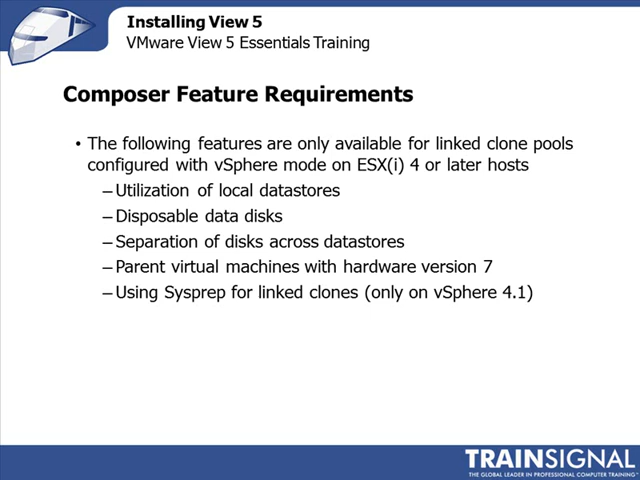 Installing View 5
VMware View 5 Essentials Training
Composer Feature Requirements
• The following features are only available for linked clone pools
configured with vSphere mode on ESX(i) 4 or later hosts
– Utilization of local datastores
– Disposable data disks
– Separation of disks across datastores
– Parent virtual machines with hardware version 7
– Using Sysprep for linked clones (only on vSphere 4.1)
TRAINSIGNAL
THE GLOBAL LEADER IN PROFESSIONAL COMPUTER TRAINING™